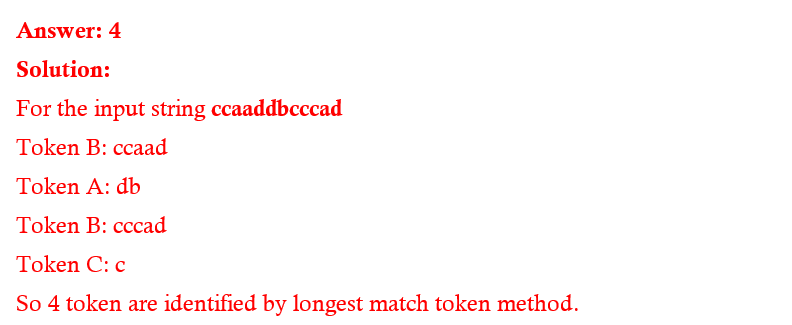 Answer: 4
Solution:
For the input string ccaaddbcccad
Token B: ccaad
Token A: db
Token B: cccad
Token C: c
So 4 token are identified by longest match token method.